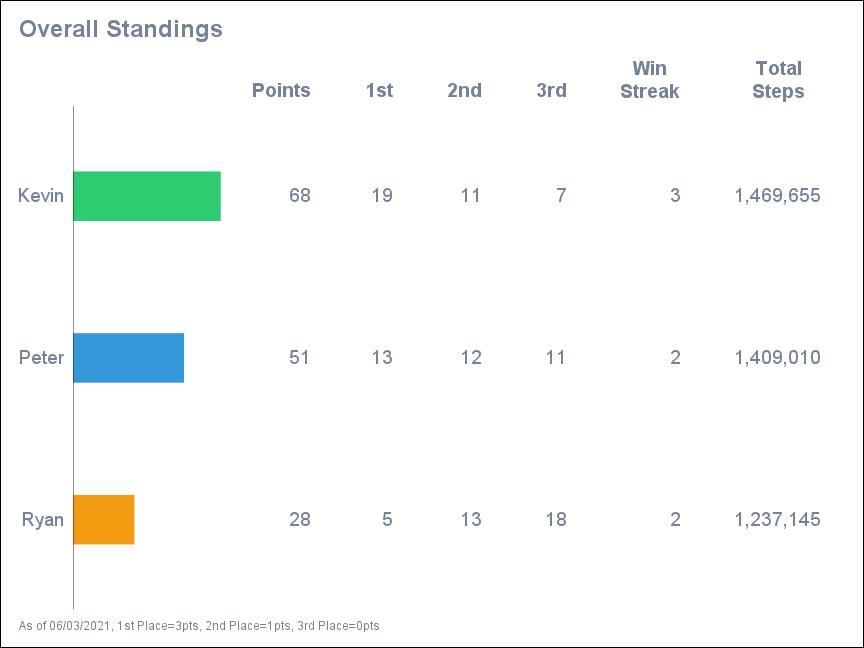 Overall Standings
Points 1st 2nd 3rd Win Streak Total Steps
Kevin 68 19 11 7 3 1,469,655
Peter 51 13 12 11 2 1,409,010
Ryan 28 5 13 18 2 1,237,145
As of 06/03/2021, 1st Place=3pts, 2nd Place=1pts, 3rd Place=0pts